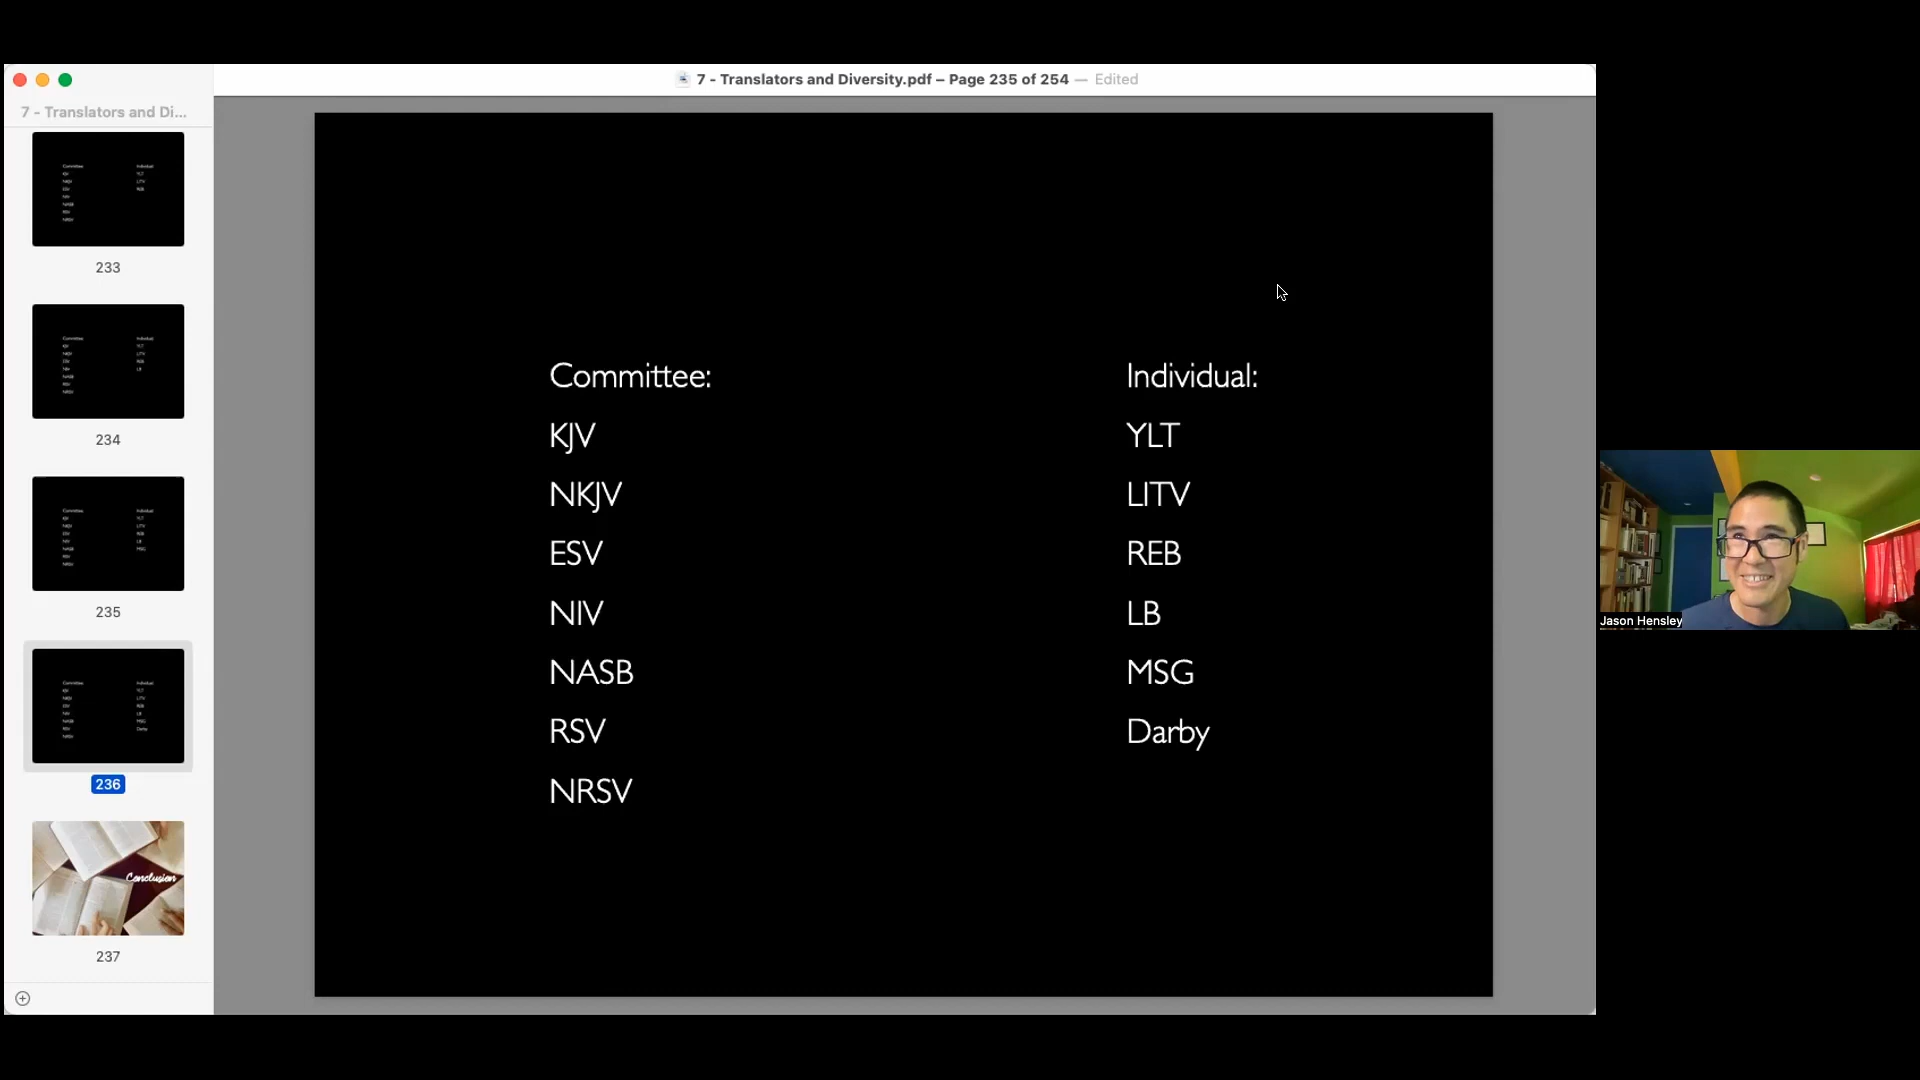 7 - Translators and Diversity.pdf – Page 235 of 254 — Edited
7 - Translators and Di...
233
234
235
236
Conclusion
237
Committee:
KJV
NKJV
ESV
NIV
NASB
RSV
NRSV
Individual:
YLT
LITV
REB
LB
MSG
Darby
Jason Hensley